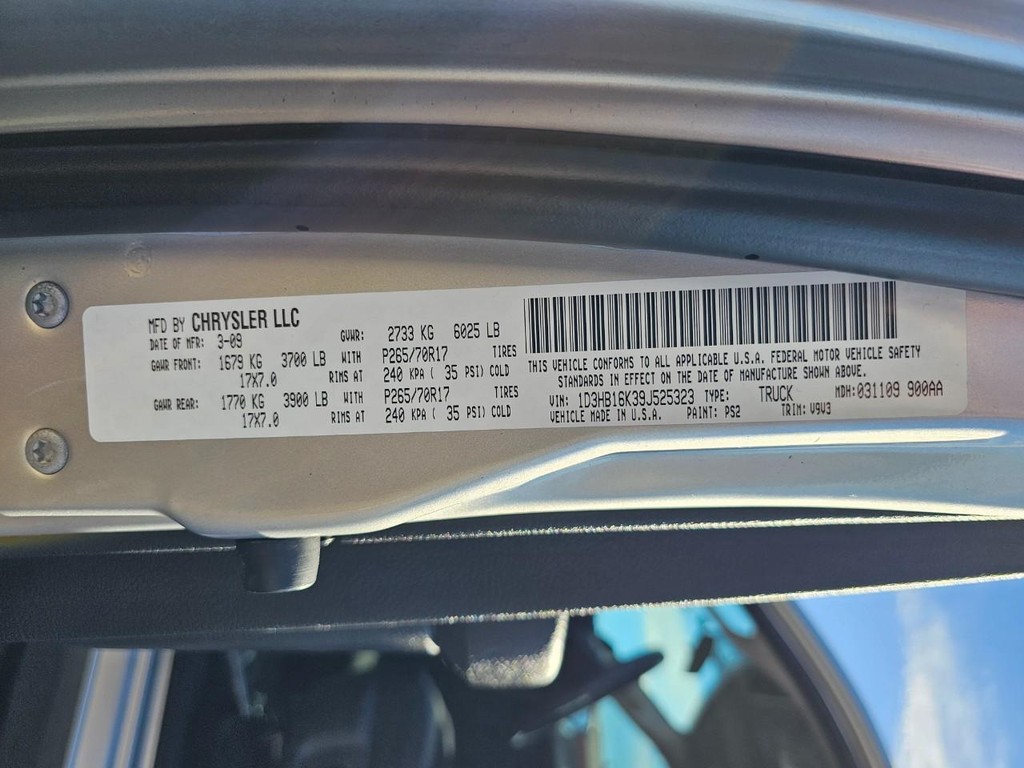 MFD BY CHRYSLER LLC
DATE OF MFR: 3-09 GVWR: 2733 KG 6025 LB
GAWR FRONT: 1679 KG 3700 LB WITH P265/70R17 TIRES
17X7.0 RIMS AT 240 KPA ( 35 PSI) COLD
GAWR REAR: 1770 KG 3900 LB WITH P265/70R17 TIRES
17X7.0 RIMS AT 240 KPA ( 35 PSI) COLD
THIS VEHICLE CONFORMS TO ALL APPLICABLE U.S.A. FEDERAL MOTOR VEHICLE SAFETY
STANDARDS IN EFFECT ON THE DATE OF MANUFACTURE SHOWN ABOVE.
VIN: 1D3HB16K39J525323 TYPE: TRUCK MDH: 031109 900AA
VEHICLE MADE IN U.S.A. PAINT: PS2 TRIM: V9V3